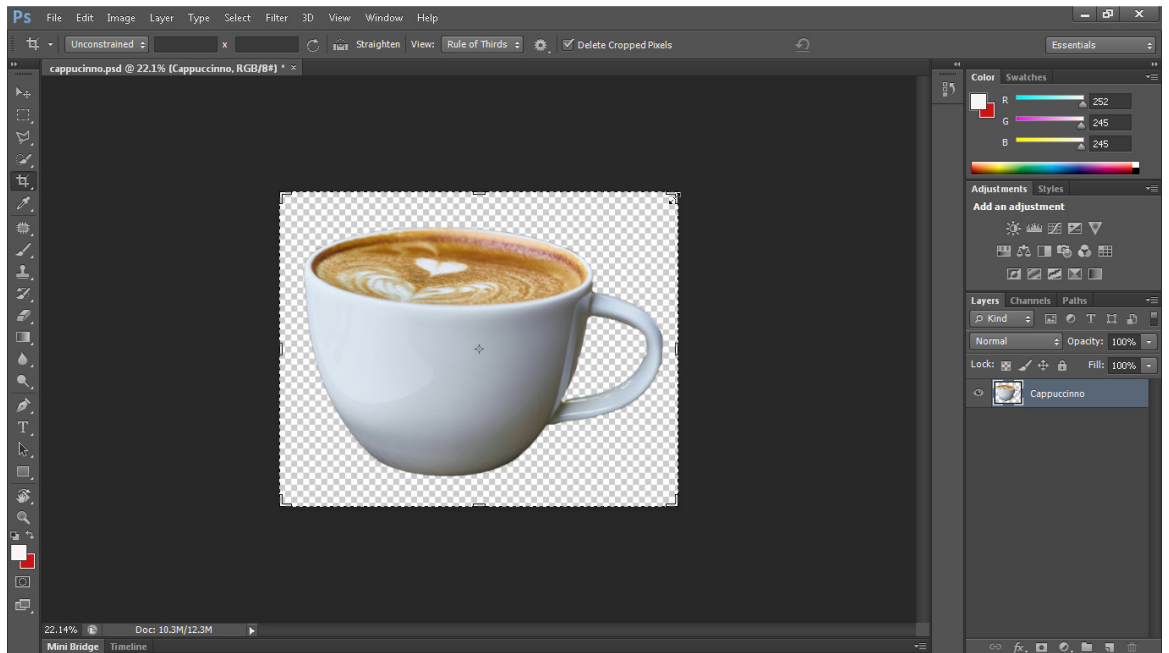 Ps File Edit Image Layer Type Select Filter 3D View Window Help
Unconstrained x Straighten View: Rule of Thirds Delete Cropped Pixels Essentials
cappucinno.psd @ 22.1% (Cappuccinno, RGB/8#) * ×
Color Swatches
R 252
G 245
B 245
Adjustments Styles
Add an adjustment
Layers Channels Paths
Kind
Normal Opacity: 100%
Lock: Fill: 100%
Cappuccinno
22.14% Doc: 10.3M/12.3M
Mini Bridge Timeline
fx